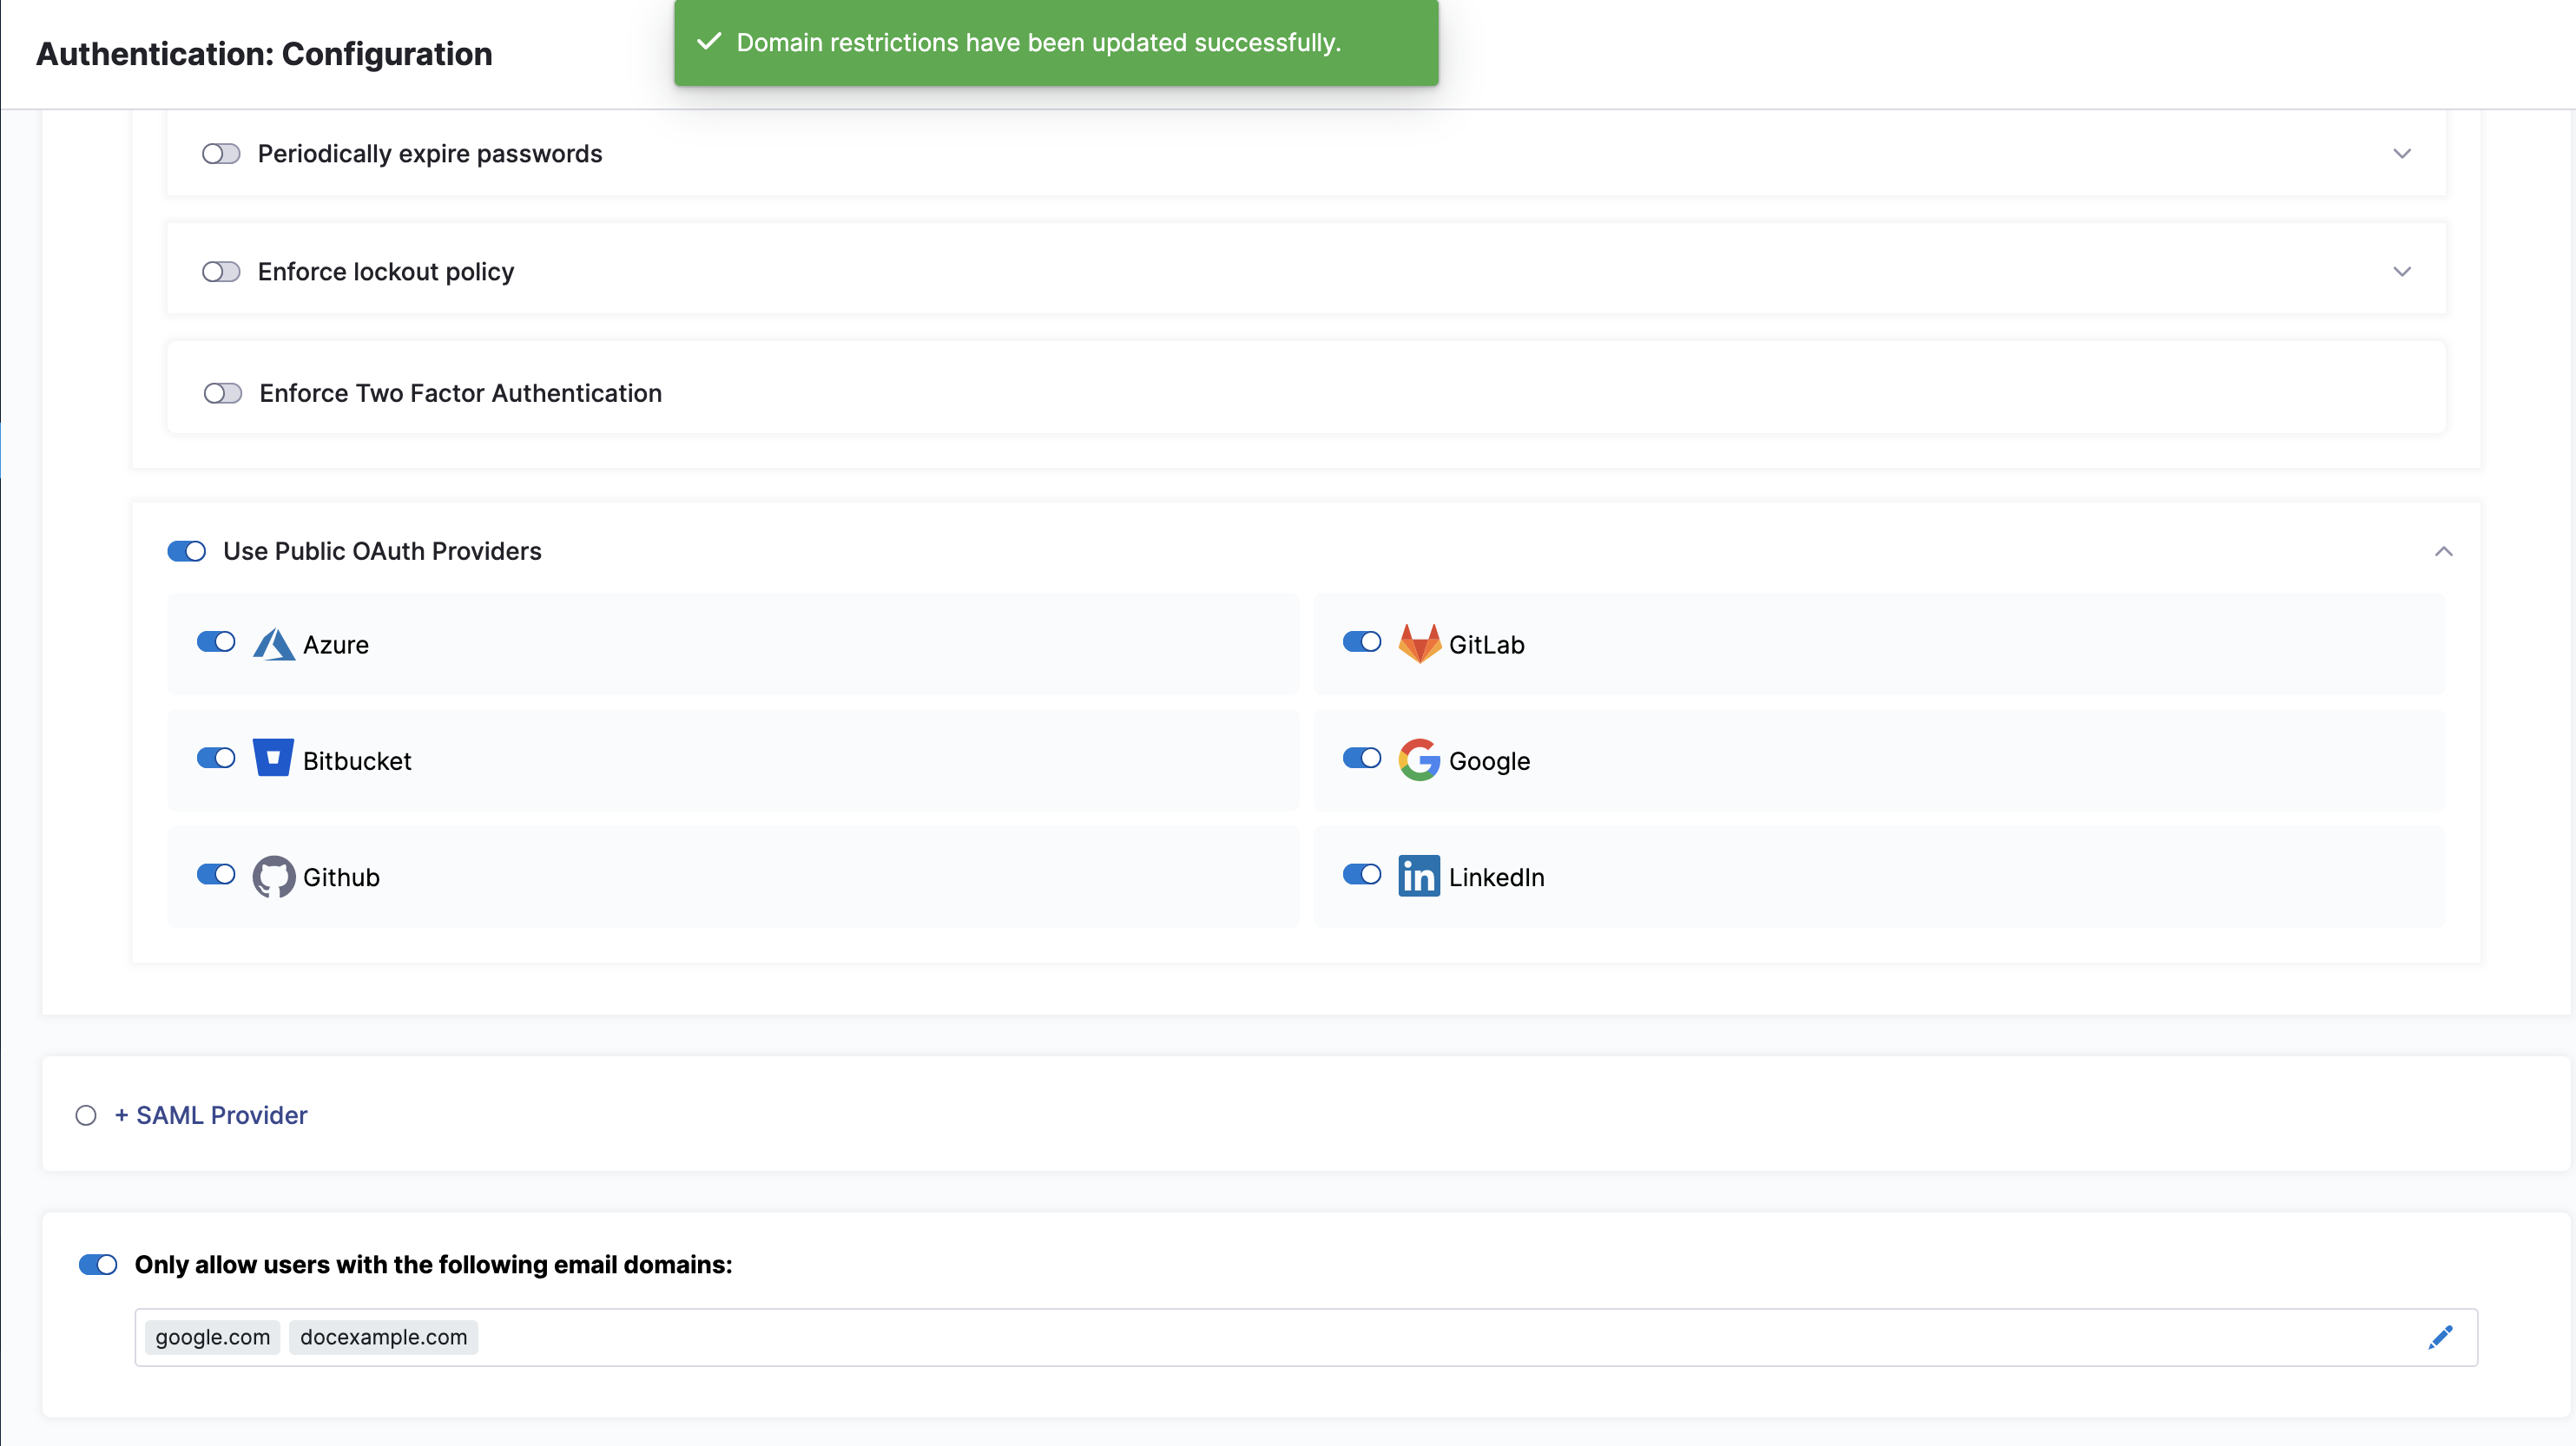 Domain restrictions have been updated successfully.
Authentication: Configuration
Periodically expire passwords
Enforce lockout policy
Enforce Two Factor Authentication
Use Public OAuth Providers
Azure
GitLab
Bitbucket
Google
Github
in LinkedIn
+ SAML Provider
Only allow users with the following email domains:
google.com docexample.com